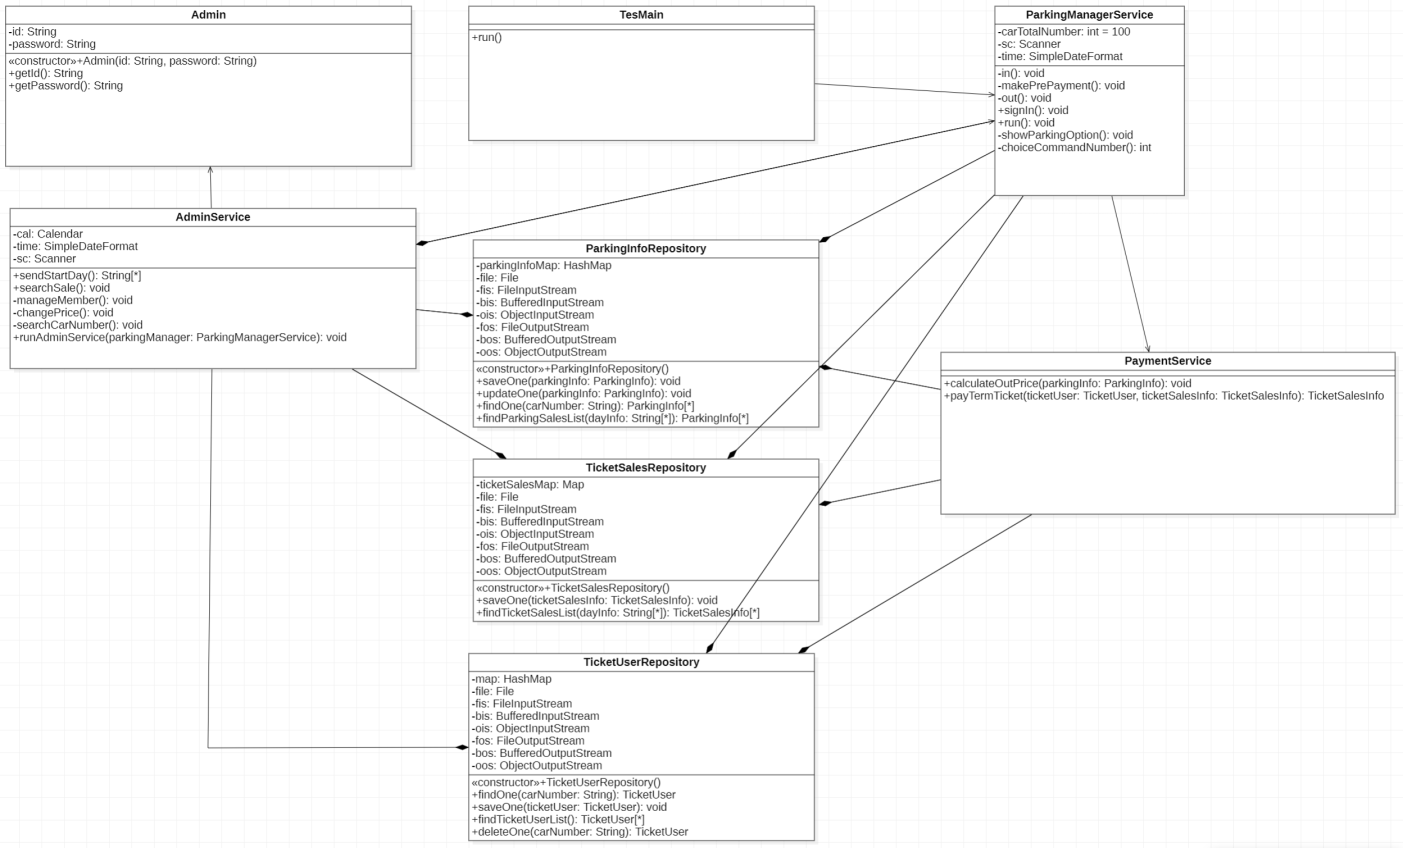 Admin
-id: String
-password: String
«constructor»+Admin(id: String, password: String)
+getId(): String
+getPassword(): String
TesMain
+run()
ParkingManagerService
-carTotalNumber: int = 100
-sc: Scanner
-time: SimpleDateFormat
-in(): void
-makePrePayment(): void
-out(): void
+signIn(): void
+run(): void
-showParkingOption(): void
-choiceCommandNumber(): int
AdminService
-cal: Calendar
-time: SimpleDateFormat
-sc: Scanner
+sendStartDay(): String[*]
+searchSale(): void
-manageMember(): void
-changePrice(): void
-searchCarNumber(): void
+runAdminService(parkingManager: ParkingManagerService): void
ParkingInfoRepository
-parkingInfoMap: HashMap
-file: File
-fis: FileInputStream
-bis: BufferedInputStream
-ois: ObjectInputStream
-fos: FileOutputStream
-bos: BufferedOutputStream
-oos: ObjectOutputStream
«constructor»+ParkingInfoRepository()
+saveOne(parkingInfo: ParkingInfo): void
+updateOne(parkingInfo: ParkingInfo): void
+findOne(carNumber: String): ParkingInfo[*]
+findParkingSalesList(dayInfo: String[*]): ParkingInfo[*]
PaymentService
+calculateOutPrice(parkingInfo: ParkingInfo): void
+payTermTicket(ticketUser: TicketUser, ticketSalesInfo: TicketSalesInfo): TicketSalesInfo
TicketSalesRepository
-ticketSalesMap: Map
-file: File
-fis: FileInputStream
-bis: BufferedInputStream
-ois: ObjectInputStream
-fos: FileOutputStream
-bos: BufferedOutputStream
-oos: ObjectOutputStream
«constructor»+TicketSalesRepository()
+saveOne(ticketSalesInfo: TicketSalesInfo): void
+findTicketSalesList(dayInfo: String[*]): TicketSalesInfo[*]
TicketUserRepository
-map: HashMap
-file: File
-fis: FileInputStream
-bis: BufferedInputStream
-ois: ObjectInputStream
-fos: FileOutputStream
-bos: BufferedOutputStream
-oos: ObjectOutputStream
«constructor»+TicketUserRepository()
+findOne(carNumber: String): TicketUser
+saveOne(ticketUser: TicketUser): void
+findTicketUserList(): TicketUser[*]
+deleteOne(carNumber: String): TicketUser